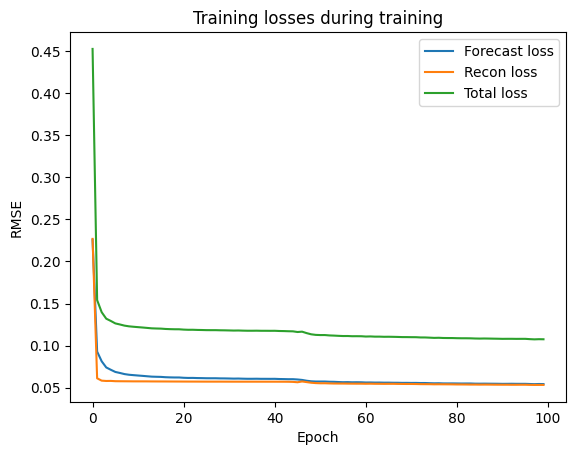 Training losses during training
Forecast loss
Recon loss
Total loss
0.45
0.40
0.35
0.30
0.25
0.20
0.15
0.10
0.05
RMSE
0
20
40
60
80
100
Epoch